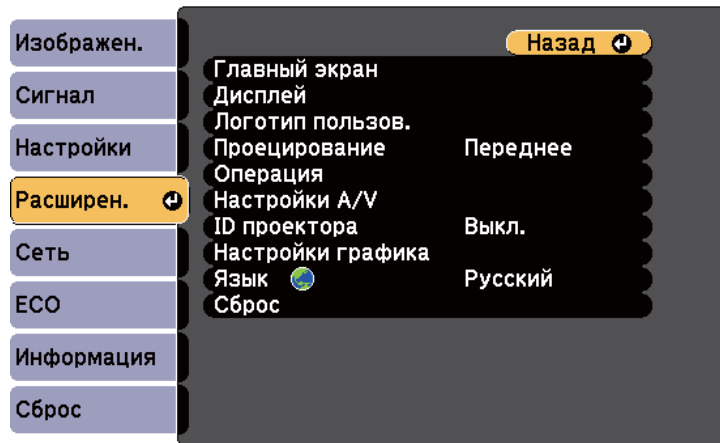 Изображен.
Сигнал
Настройки
Расширен.
Сеть
ECO
Информация
Сброс
Назад
Главный экран
Дисплей
Логотип пользов.
Проецирование Переднее
Операция
Настройки A/V
ID проектора Выкл.
Настройки графика
Язык Русский
Сброс